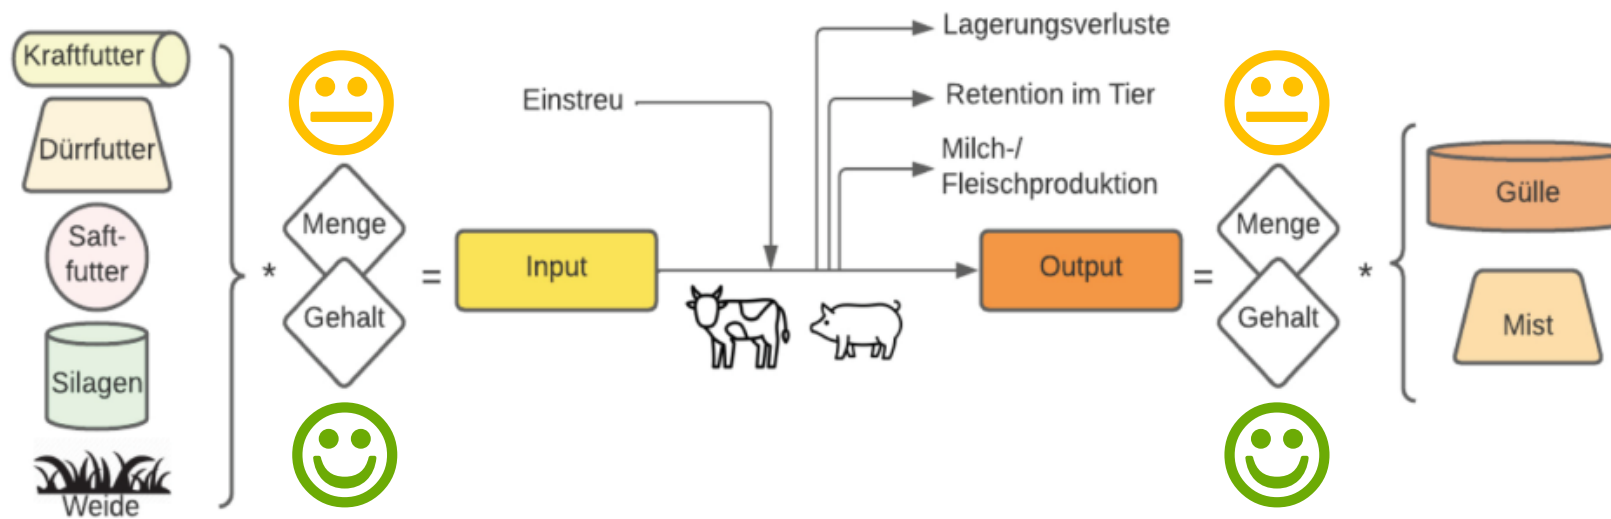 Kraftfutter
Dürrfutter
Saft-
futter
Silagen
Weide
*
Menge
Gehalt
=
Input
Einstreu
Lagerungsverluste
Retention im Tier
Milch-/
Fleischproduktion
Output
=
Menge
Gehalt
*
Gülle
Mist